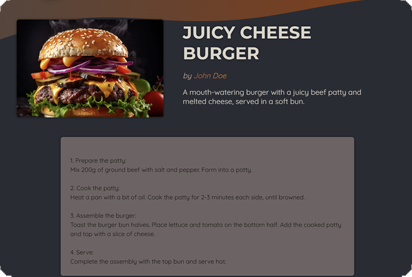 JUICY CHEESE
BURGER
by John Doe
A mouth-watering burger with a juicy beef patty and
melted cheese, served in a soft bun.
1. Prepare the patty:
Mix 200g of ground beef with salt and pepper. Form into a patty.
2. Cook the patty:
Heat a pan with a bit of oil. Cook the patty for 2-3 minutes each side, until browned.
3. Assemble the burger:
Toast the burger bun halves. Place lettuce and tomato on the bottom half. Add the cooked patty
and top with a slice of cheese.
4. Serve:
Complete the assembly with the top bun and serve hot.